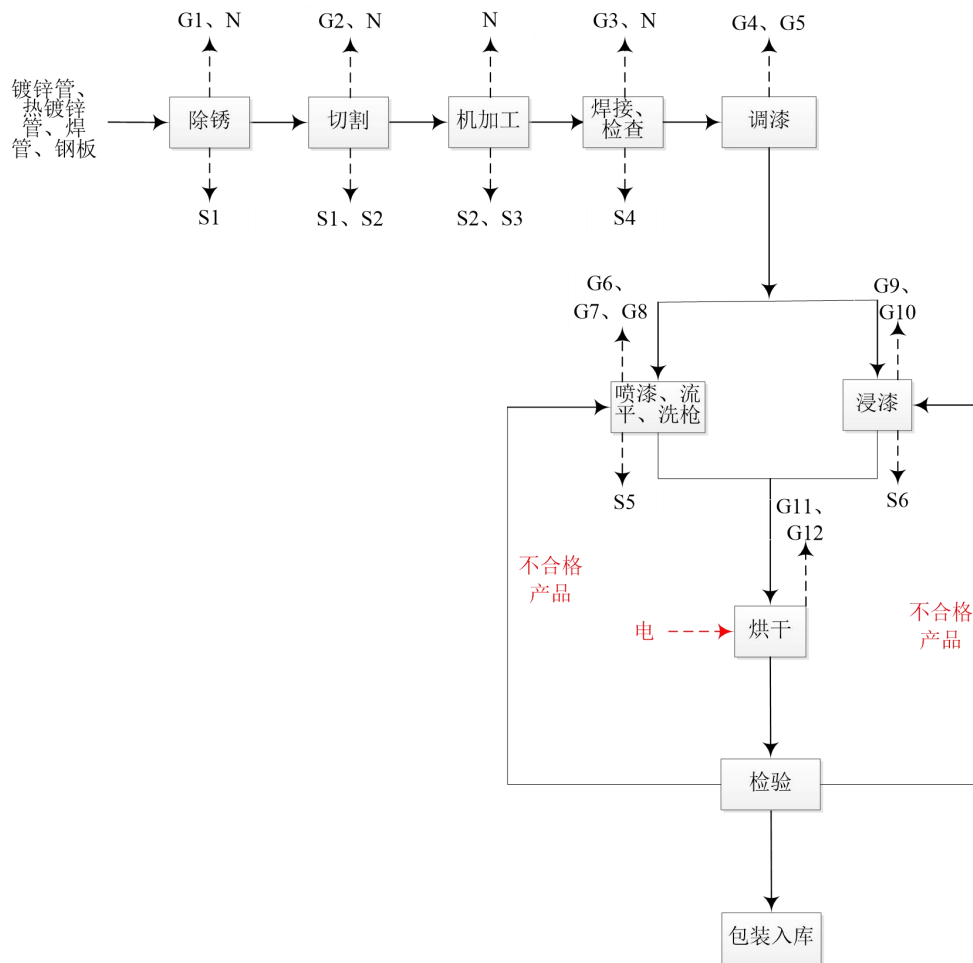 G1、N
G2、N
N
G3、N
G4、G5
镀锌管、
热镀锌
管、焊
管、钢板
除锈
切割
机加工
焊接、
检查
调漆
S1
S1、S2
S2、S3
S4
G6、
G7、G8
G9、
G10
喷漆、流
平、洗枪
浸漆
S5
S6
G11、
G12
不合格
产品
不合格
产品
电
烘干
检验
包装入库